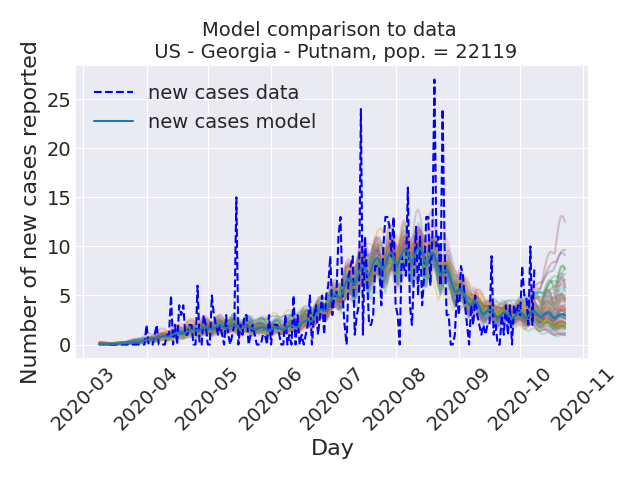 Model comparison to data
US - Georgia - Putnam, pop. = 22119
new cases data
new cases model
Number of new cases reported
25
20
15
10
5
0
2020-03
2020-04
2020-05
2020-06
2020-07
2020-08
2020-09
2020-10
2020-11
Day